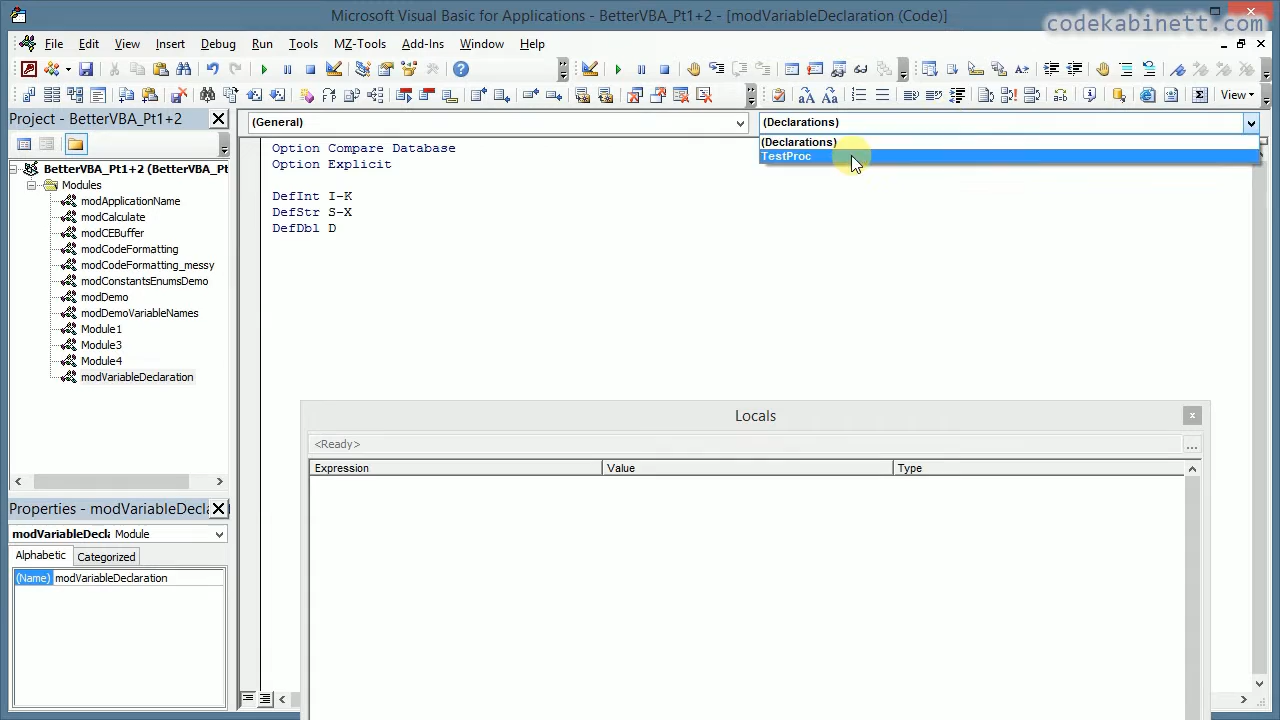 Microsoft Visual Basic for Applications - BetterVBA_Pt1+2 - [modVariableDeclaration (Code)]
codekabinett.com
File Edit View Insert Format Debug Run Tools MZ-Tools Add-Ins Window Help
View
Project - BetterVBA_Pt1+2
(General)
(Declarations)
(Declarations)
TestProc
BetterVBA_Pt1+2 (BetterVBA_Pt
Modules
modApplicationName
modCalculate
modCEBuffer
modCodeFormatting
modCodeFormatting_messy
modConstantsEnumsDemo
modDemo
modDemoVariableNames
Module1
Module3
Module4
modVariableDeclaration
Option Compare Database
Option Explicit
DefInt I-K
DefStr S-X
DefDbl D
Locals
<Ready>
...
Expression Value Type
Properties - modVariableDecla
modVariableDecla Module
Alphabetic Categorized
(Name) modVariableDeclaration